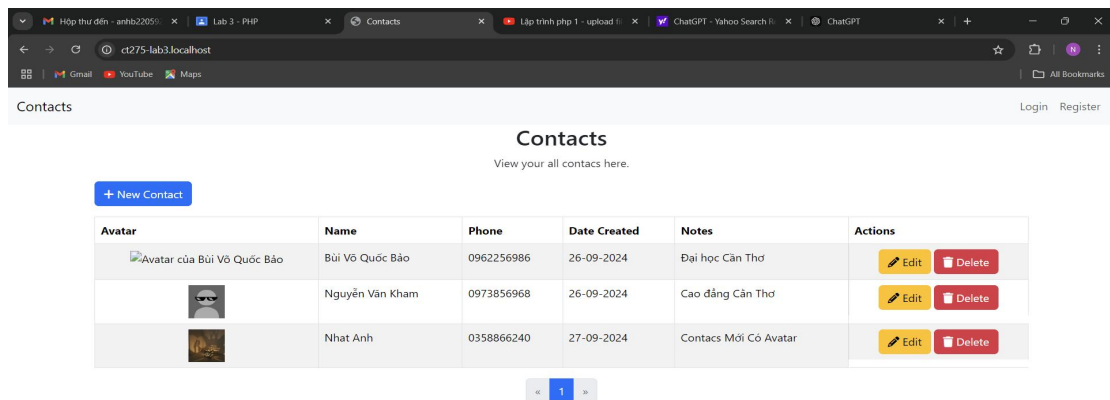 Hộp thư đến - anhb22059
Lab 3 - PHP
Contacts
Lập trình php 1 - upload fi
ChatGPT - Yahoo Search R
ChatGPT
ct275-lab3.localhost
N
Gmail
YouTube
Maps
All Bookmarks
Contacts
Login Register
Contacts
View your all contacs here.
+ New Contact
Avatar Name Phone Date Created Notes Actions
Avatar của Bùi Võ Quốc Bảo Bùi Võ Quốc Bảo 0962256986 26-09-2024 Đại học Cần Thơ Edit Delete
Nguyễn Văn Kham 0973856968 26-09-2024 Cao đẳng Cần Thơ Edit Delete
Nhat Anh 0358866240 27-09-2024 Contacs Mới Có Avatar Edit Delete
« 1 »